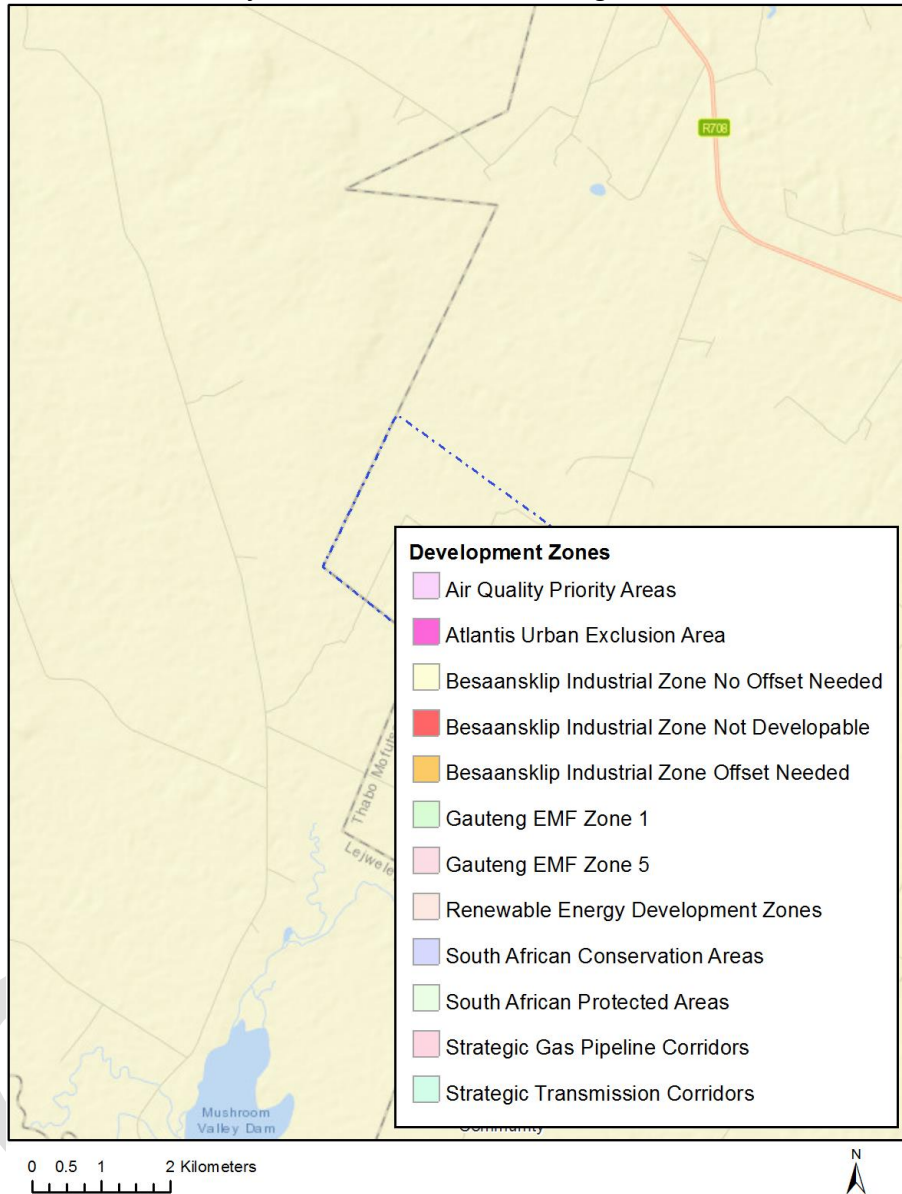 R708
Development Zones
Air Quality Priority Areas
Atlantis Urban Exclusion Area
Besaansklip Industrial Zone No Offset Needed
Besaansklip Industrial Zone Not Developable
Besaansklip Industrial Zone Offset Needed
Gauteng EMF Zone 1
Gauteng EMF Zone 5
Renewable Energy Development Zones
South African Conservation Areas
South African Protected Areas
Strategic Gas Pipeline Corridors
Strategic Transmission Corridors
Thabo Mofuts
Lejwele
Mushroom
Valley Dam
0 0.5 1 2 Kilometers
N